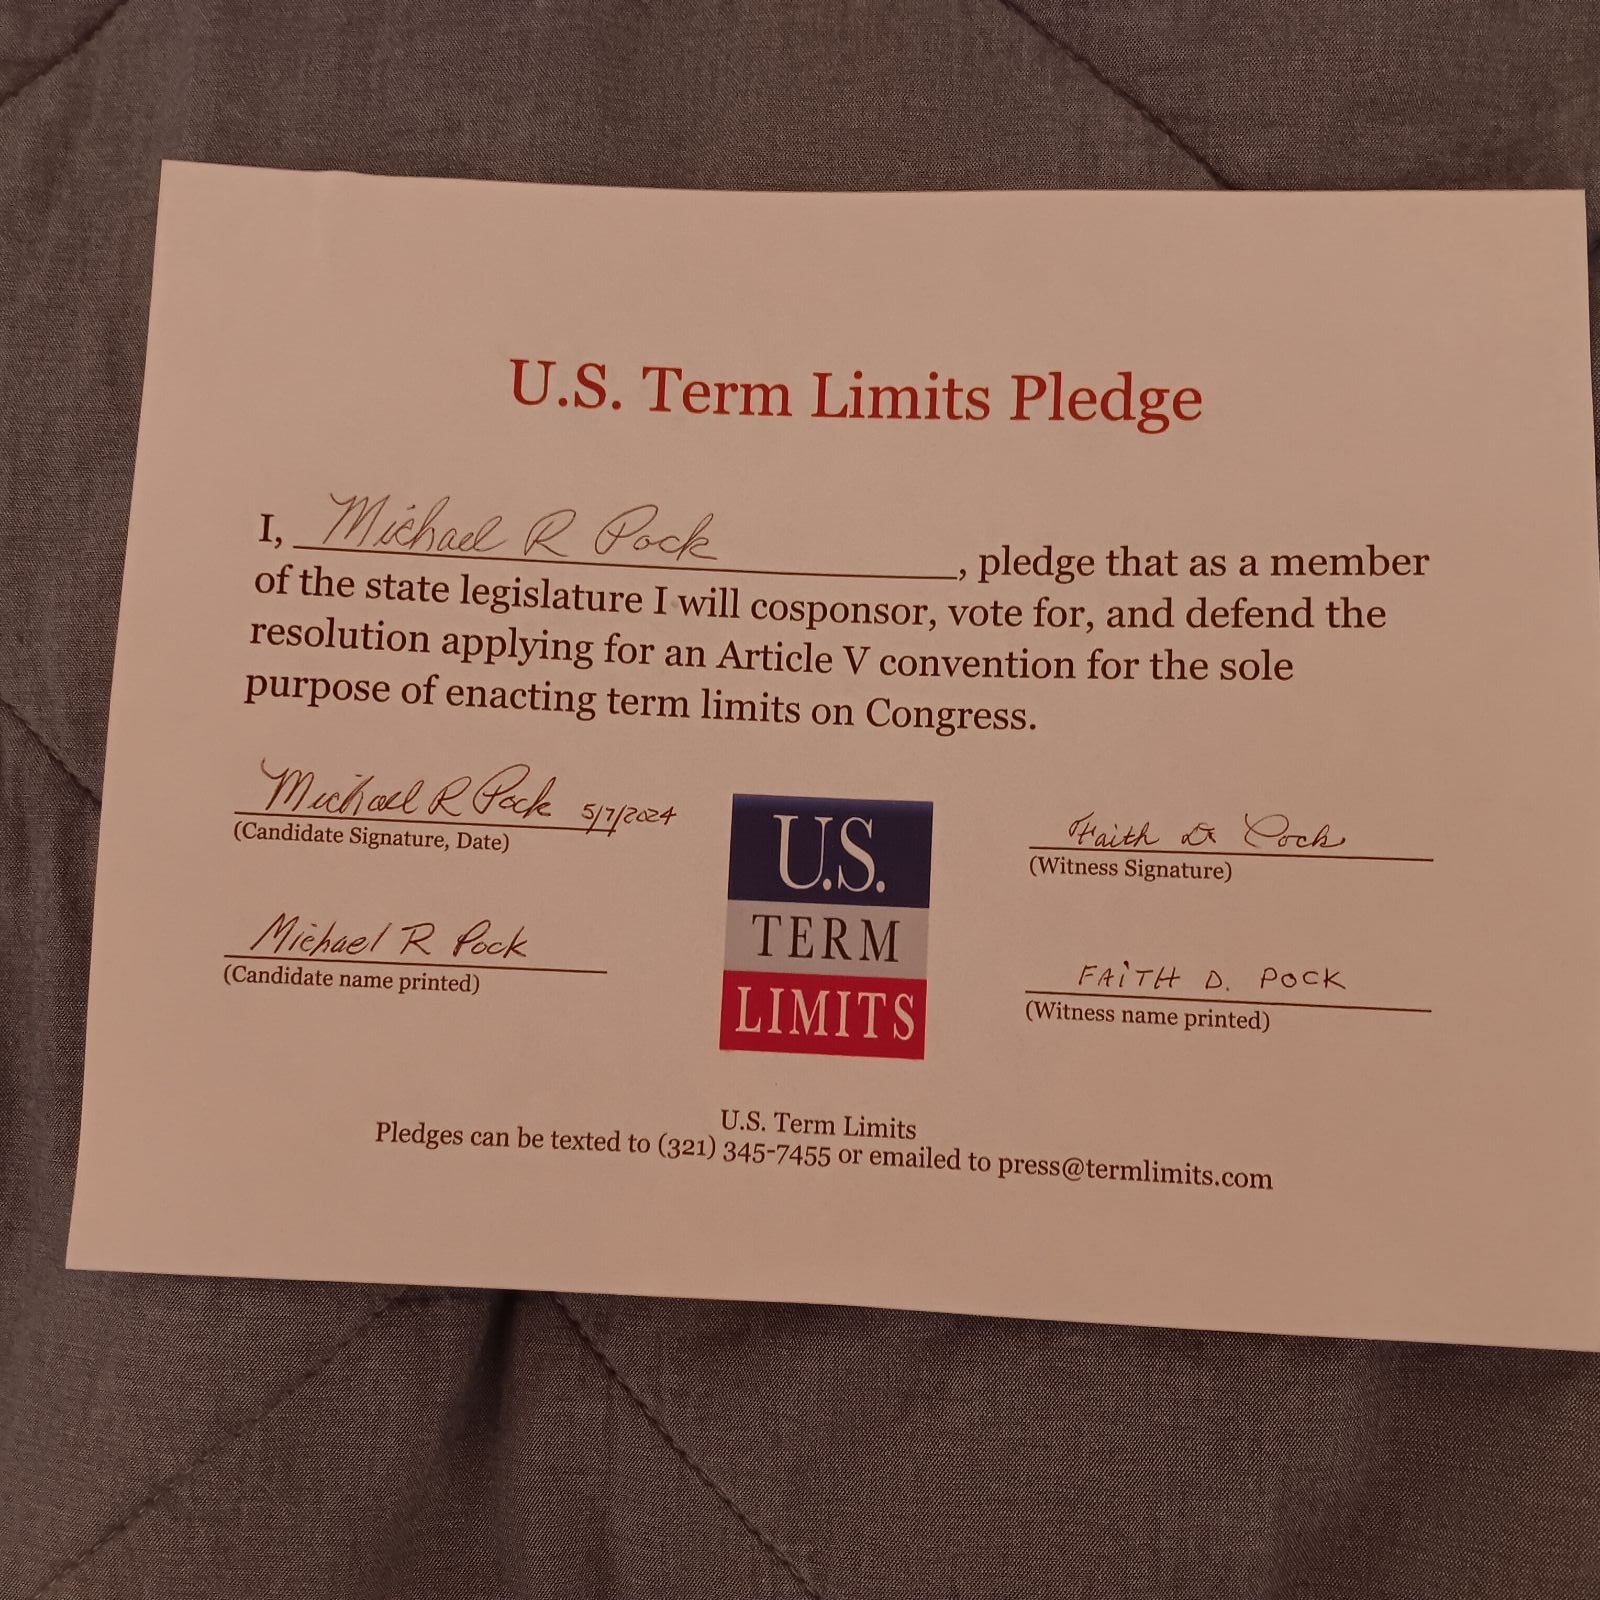 U.S. Term Limits Pledge
I, Michael R Pock, pledge that as a member
of the state legislature I will cosponsor, vote for, and defend the
resolution applying for an Article V convention for the sole
purpose of enacting term limits on Congress.
Michael R Pock 5/7/2024
(Candidate Signature, Date)
Michael R Pock
(Candidate name printed)
U.S.
TERM
LIMITS
Faith D Pock
(Witness Signature)
FAiTH D. POCK
(Witness name printed)
U.S. Term Limits
Pledges can be texted to (321) 345-7455 or emailed to press@termlimits.com